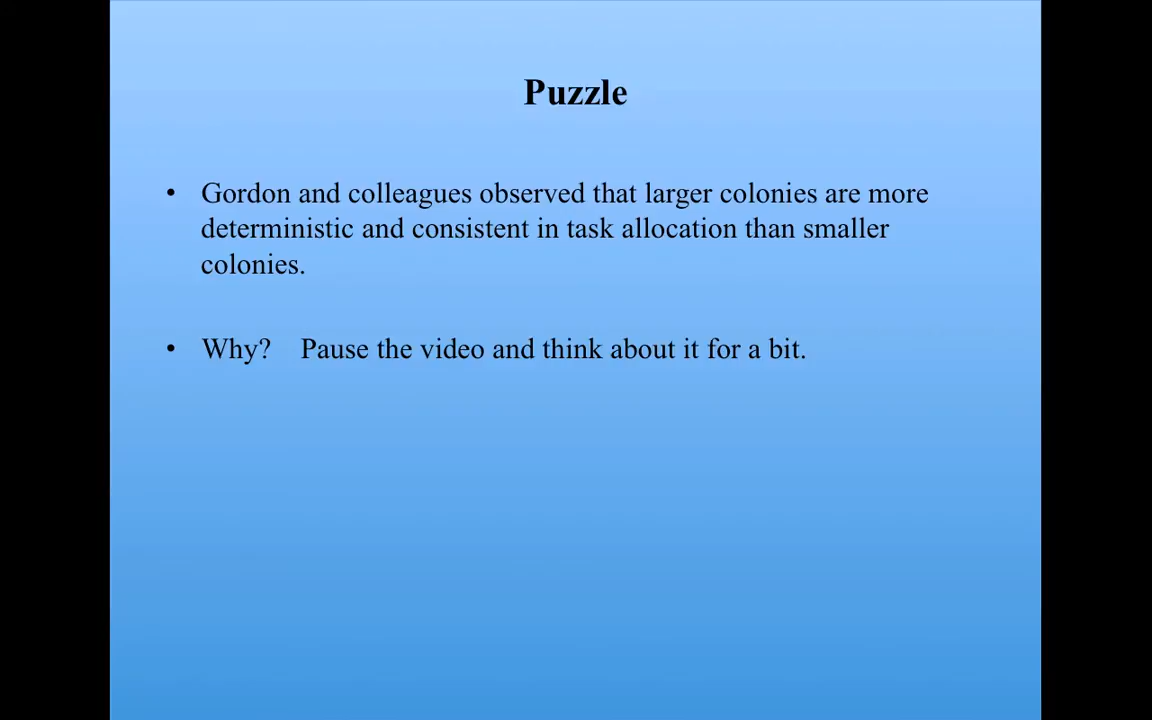 Puzzle
• Gordon and colleagues observed that larger colonies are more
deterministic and consistent in task allocation than smaller
colonies.
• Why? Pause the video and think about it for a bit.